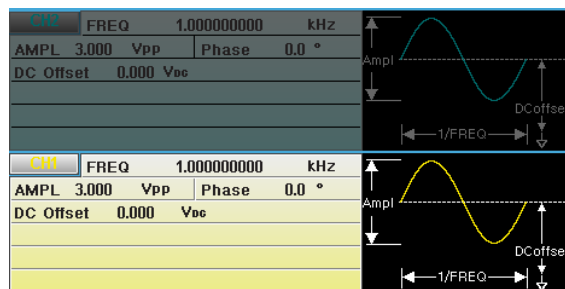 CH2 FREQ 1.000000000 kHz
AMPL 3.000 Vpp Phase 0.0 °
DC Offset 0.000 VDC
Ampl
DCoffse
1/FREQ
CH1 FREQ 1.000000000 kHz
AMPL 3.000 Vpp Phase 0.0 °
DC Offset 0.000 VDC
Ampl
DCoffse
1/FREQ